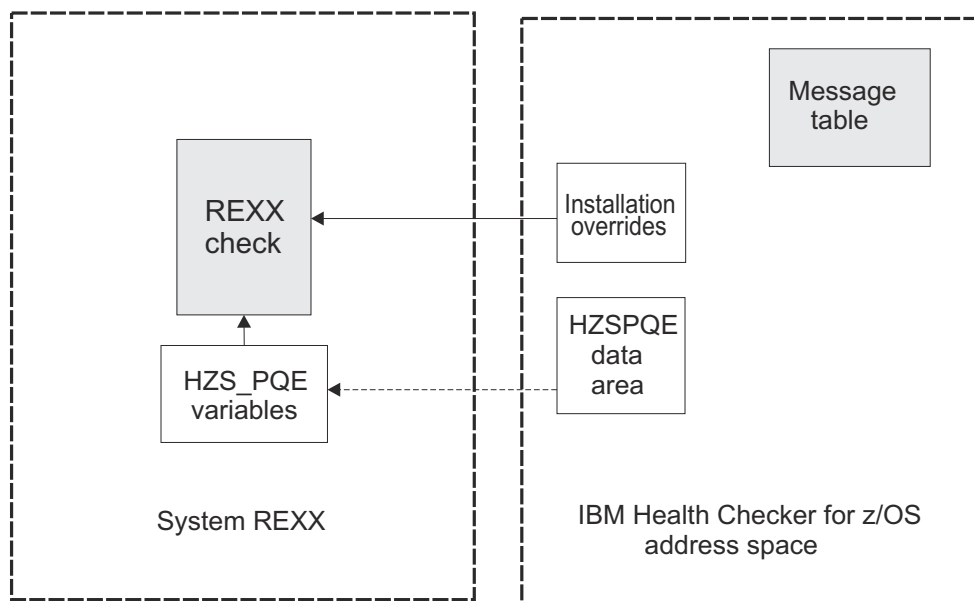 Message
table
REXX
check
Installation
overrides
HZSPQE
data
area
HZS_PQE
variables
System REXX
IBM Health Checker for z/OS
address space